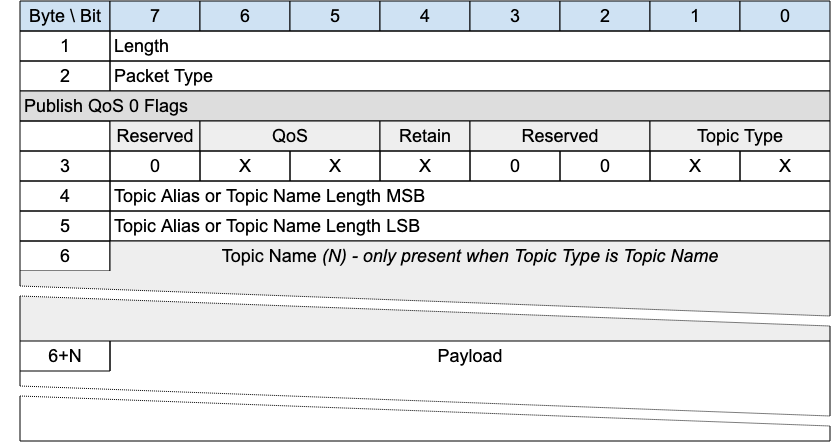 Byte \ Bit 7 6 5 4 3 2 1 0
1 Length
2 Packet Type
Publish QoS 0 Flags
Reserved QoS Retain Reserved Topic Type
3 0 X X X 0 0 X X
4 Topic Alias or Topic Name Length MSB
5 Topic Alias or Topic Name Length LSB
6 Topic Name (N) - only present when Topic Type is Topic Name
6+N Payload